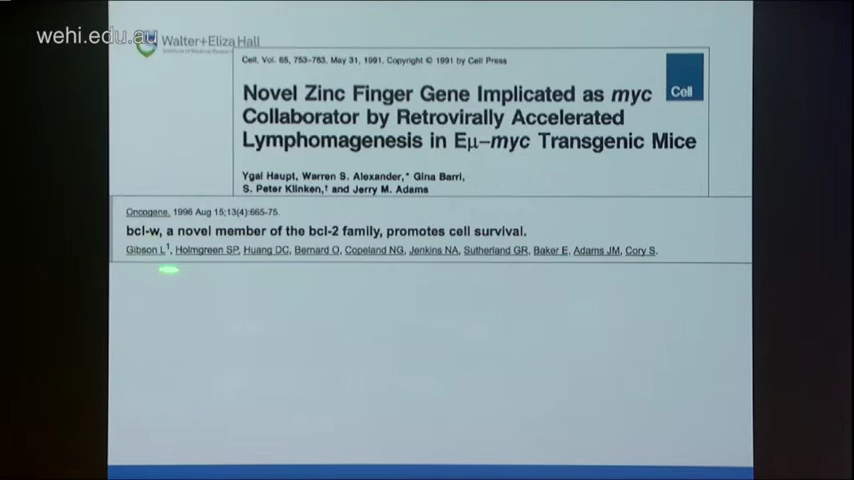 wehi.edu.au
Walter+Eliza Hall
Cell, Vol. 65, 753-763, May 31, 1991, Copyright © 1991 by Cell Press
Novel Zinc Finger Gene Implicated as myc
Cell
Collaborator by Retrovirally Accelerated
Lymphomagenesis in Eμ–myc Transgenic Mice
Ygal Haupt, Warren S. Alexander,* Gina Barri,
S. Peter Klinken,† and Jerry M. Adams
Oncogene. 1996 Aug 15;13(4):665-75.
bcl-w, a novel member of the bcl-2 family, promotes cell survival.
Gibson L1, Holmgreen SP, Huang DC, Bernard O, Copeland NG, Jenkins NA, Sutherland GR, Baker E, Adams JM, Cory S.